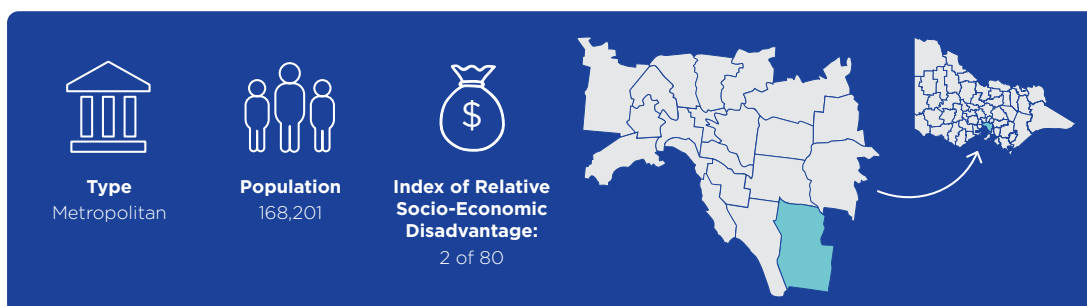 $
Type
Metropolitan
Population
168,201
Index of Relative
Socio-Economic
Disadvantage:
2 of 80